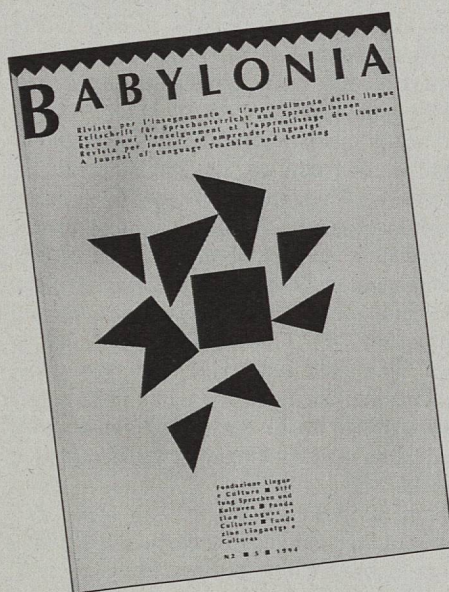 BABYLONIA
Rivista per l'insegnamento e l'apprendimento delle lingue
Zeitschrift für Sprachunterricht und Sprachenlernen
Revue pour l'enseignement et l'apprentissage des langues
Revista per instruir ed emprender linguatgs
A Journal of Language Teaching and Learning
Fondazione Lingue
e Culture ■ Stif
tung Sprachen und
Kulturen ■ Fonda
tion Langues et
Cultures ■ Funda
ziun Linguatgs e
Culturas
N2 ■ S ■ 1994